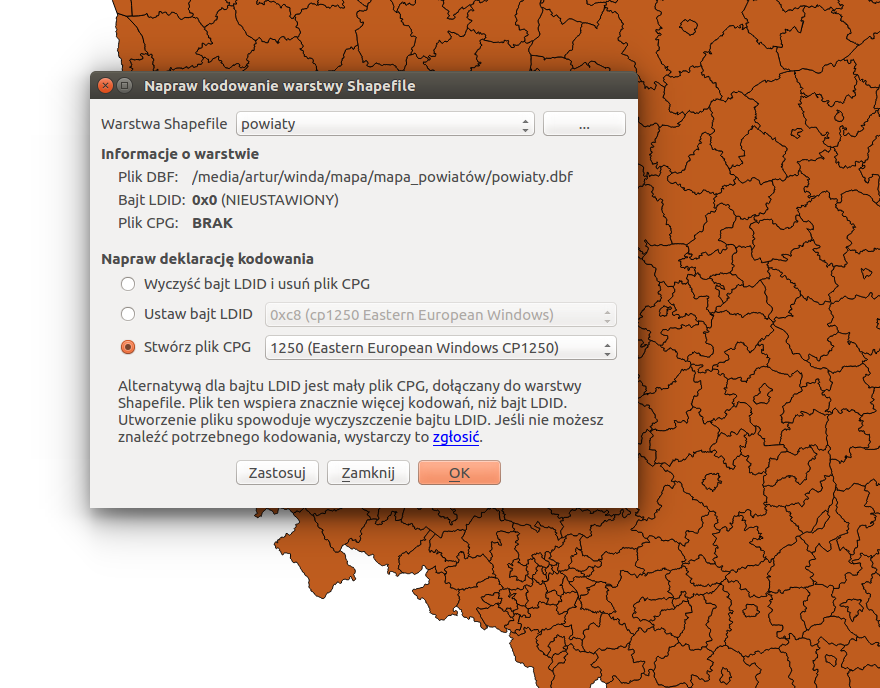 Napraw kodowanie warstwy Shapefile
Warstwa Shapefile powiaty ...
Informacje o warstwie
Plik DBF: /media/artur/winda/mapa/mapa_powiatów/powiaty.dbf
Bajt LDID: 0x0 (NIEUSTAWIONY)
Plik CPG: BRAK
Napraw deklarację kodowania
Wyczyść bajt LDID i usuń plik CPG
Ustaw bajt LDID 0xc8 (cp1250 Eastern European Windows)
Stwórz plik CPG 1250 (Eastern European Windows CP1250)
Alternatywą dla bajtu LDID jest mały plik CPG, dołączany do warstwy
Shapefile. Plik ten wspiera znacznie więcej kodowań, niż bajt LDID.
Utworzenie pliku spowoduje wyczyszczenie bajtu LDID. Jeśli nie możesz
znaleźć potrzebnego kodowania, wystarczy to zgłosić.
Zastosuj Zamknij OK